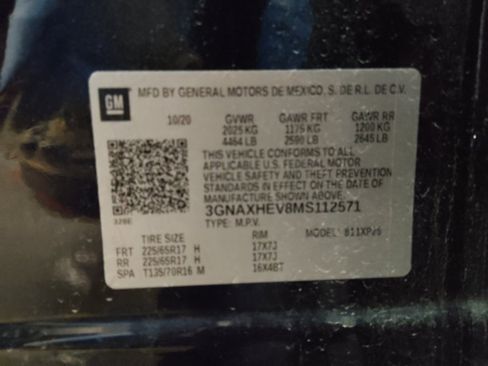 GM
MFD BY GENERAL MOTORS DE MEXICO, S. DE R.L. DE C.V.
10/20 GVWR GAWR FRT GAWR RR
2025 KG 1175 KG 1200 KG
4464 LB 2590 LB 2645 LB
THIS VEHICLE CONFORMS TO ALL
APPLICABLE U.S. FEDERAL MOTOR
VEHICLE SAFETY AND THEFT PREVENTION
STANDARDS IN EFFECT ON THE DATE OF
MANUFACTURE SHOWN ABOVE.
3GNAXHEV8MS112571
TYPE: M.P.V. MODEL:
TIRE SIZE RIM
FRT 225/65R17 H 17X7J
RR 225/65R17 H 17X7J
SPA T135/70R16 M 16X4BT